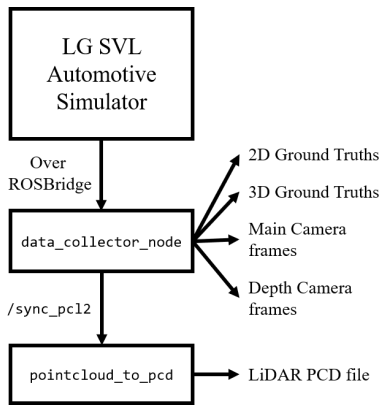 LG SVL
Automotive
Simulator
Over
ROSBridge
2D Ground Truths
3D Ground Truths
data_collector_node
Main Camera
frames
Depth Camera
frames
/sync_pcl2
pointcloud_to_pcd
LiDAR PCD file